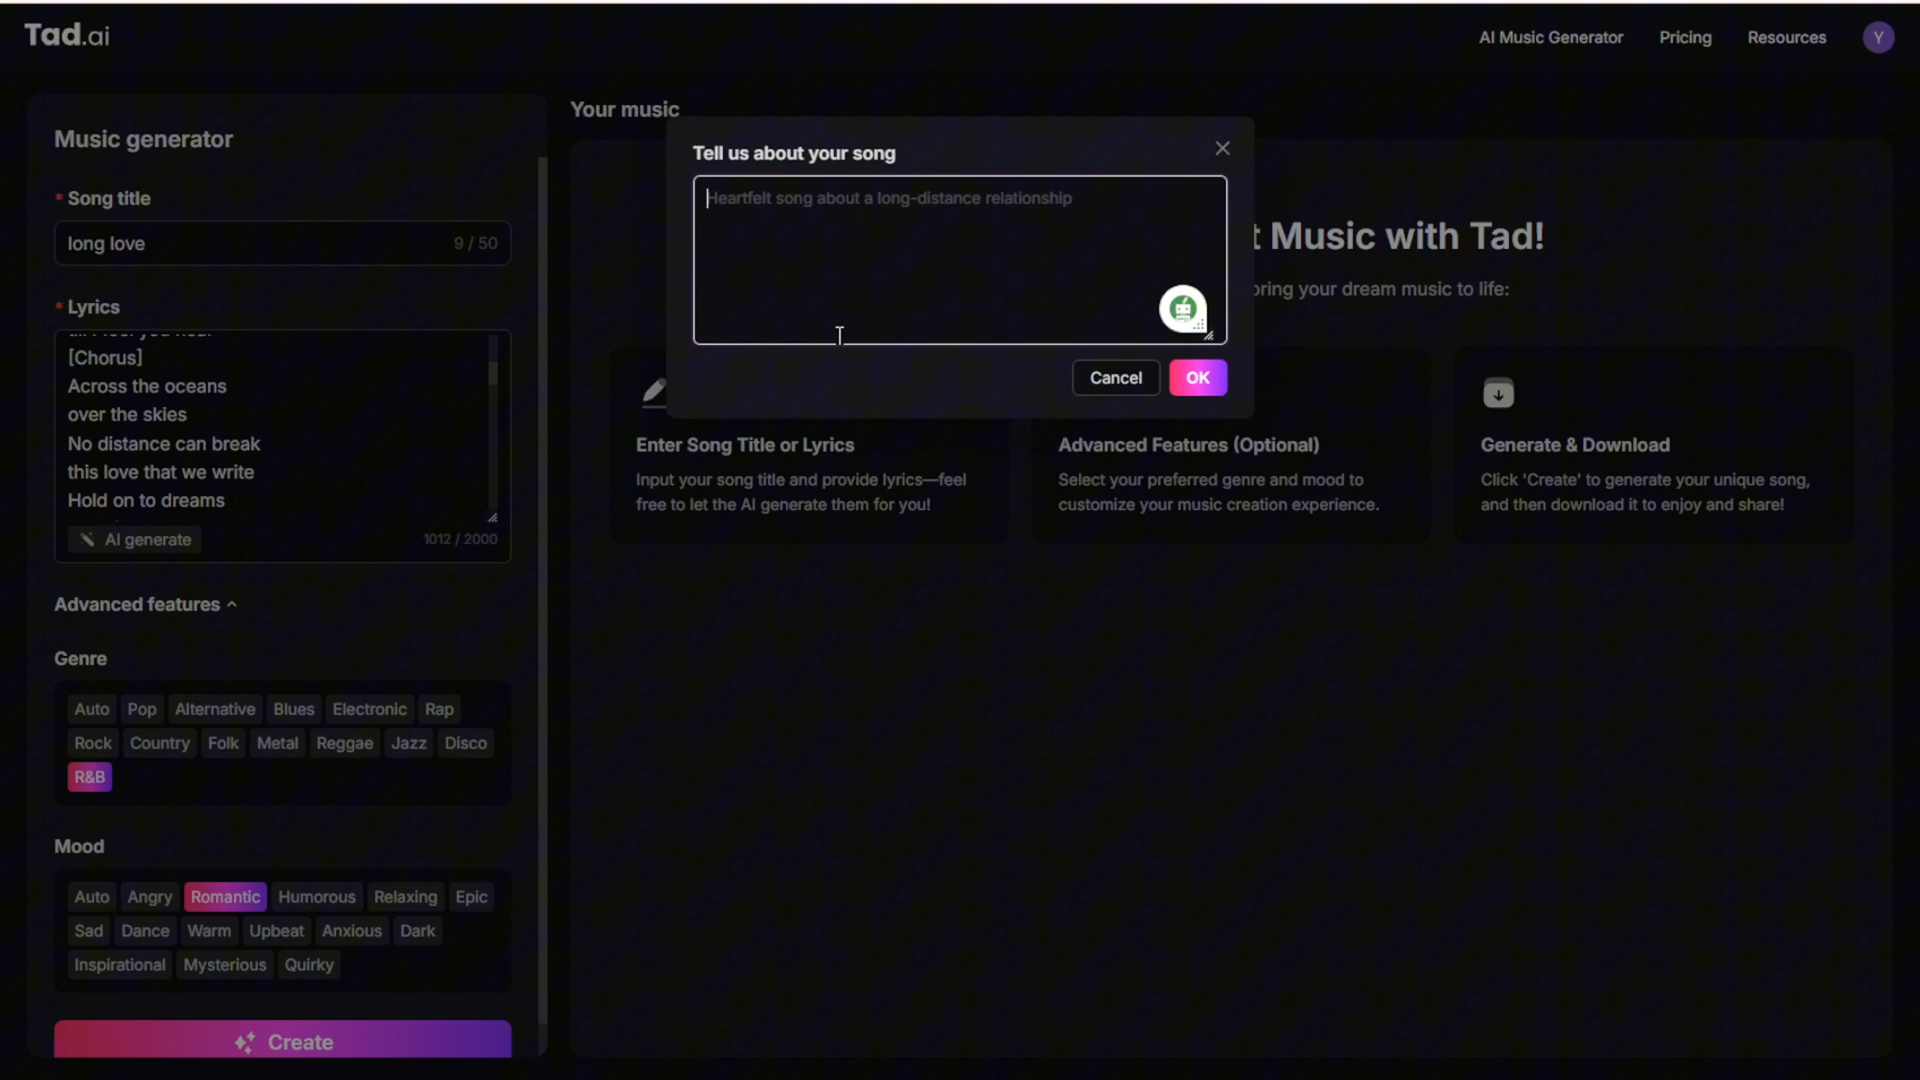 Tad.ai
AI Music Generator
Pricing
Resources
Y
Music generator
* Song title
long love
9 / 50
* Lyrics
[Chorus]
Across the oceans
over the skies
No distance can break
this love that we write
Hold on to dreams
AI generate
1012 / 2000
Advanced features
Genre
Auto Pop Alternative Blues Electronic Rap
Rock Country Folk Metal Reggae Jazz Disco
R&B
Mood
Auto Angry Romantic Humorous Relaxing Epic
Sad Dance Warm Upbeat Anxious Dark
Inspirational Mysterious Quirky
Create
Your music
Tell us about your song
Heartfelt song about a long-distance relationship
Cancel
OK
t Music with Tad!
bring your dream music to life:
Enter Song Title or Lyrics
Input your song title and provide lyrics—feel
free to let the AI generate them for you!
Advanced Features (Optional)
Select your preferred genre and mood to
customize your music creation experience.
Generate & Download
Click 'Create' to generate your unique song,
and then download it to enjoy and share!